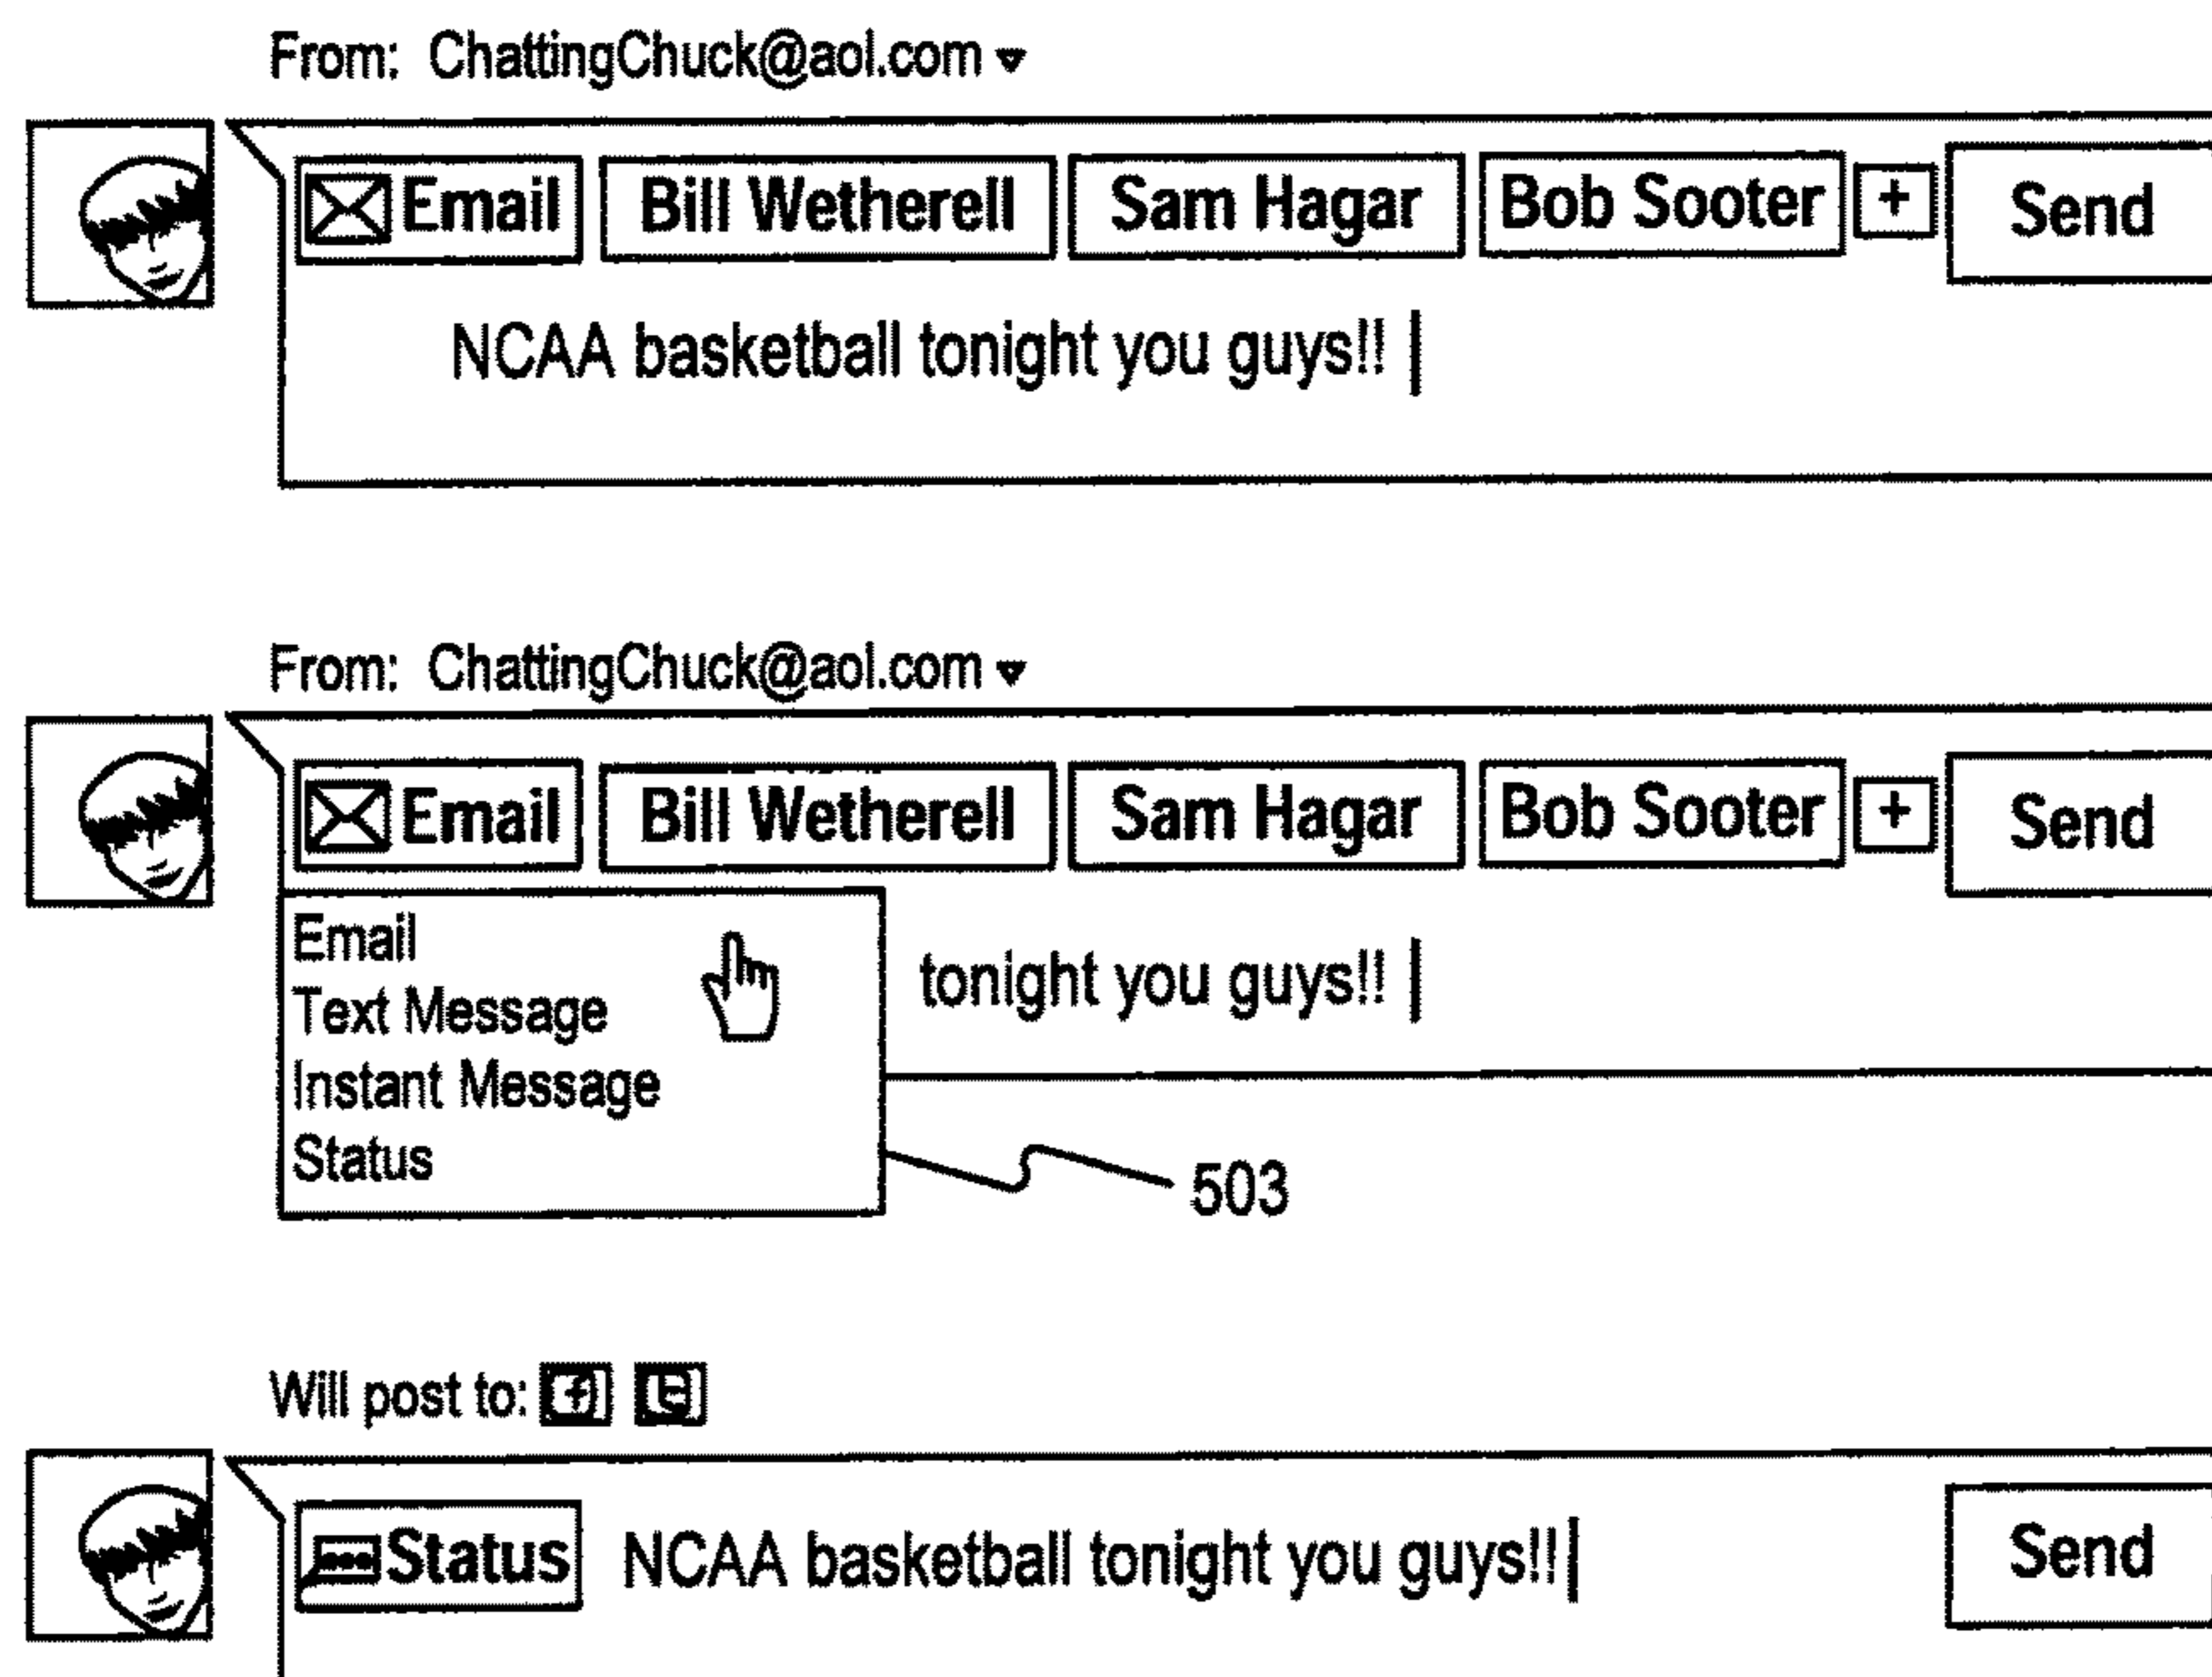 From: ChattingChuck@aol.com
Email Bill Wetherell Sam Hagar Bob Sooter + Send
NCAA basketball tonight you guys!!
From: ChattingChuck@aol.com
Email Bill Wetherell Sam Hagar Bob Sooter + Send
Email
tonight you guys!!
Text Message
Instant Message
Status
503
Will post to: f t
Status NCAA basketball tonight you guys!! Send